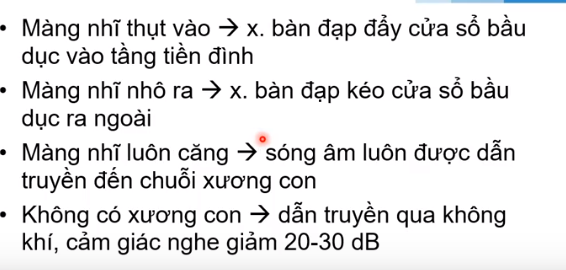 • Màng nhĩ thụt vào → x. bàn đạp đẩy cửa sổ bầu
dục vào tầng tiền đình
• Màng nhĩ nhô ra → x. bàn đạp kéo cửa sổ bầu
dục ra ngoài
• Màng nhĩ luôn căng → sóng âm luôn được dẫn
truyền đến chuỗi xương con
• Không có xương con → dẫn truyền qua không
khí, cảm giác nghe giảm 20-30 dB